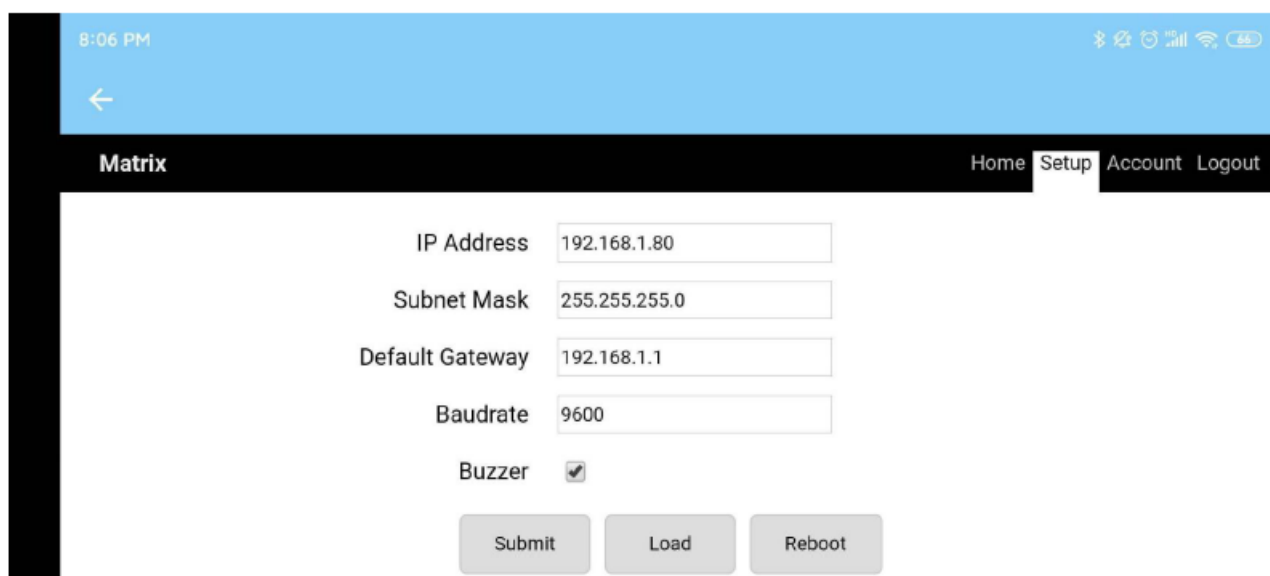 8:06 PM 66
Matrix Home Setup Account Logout
IP Address 192.168.1.80
Subnet Mask 255.255.255.0
Default Gateway 192.168.1.1
Baudrate 9600
Buzzer
Submit Load Reboot